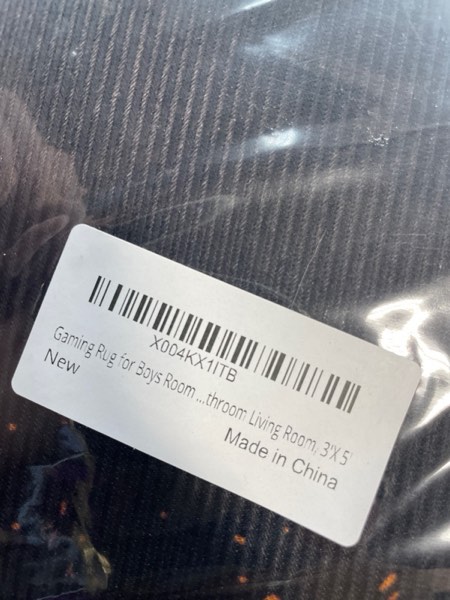 X004KX1ITB
Gaming Rug for Boys Room ...throom Living Room, 3'X 5'
New
Made in China